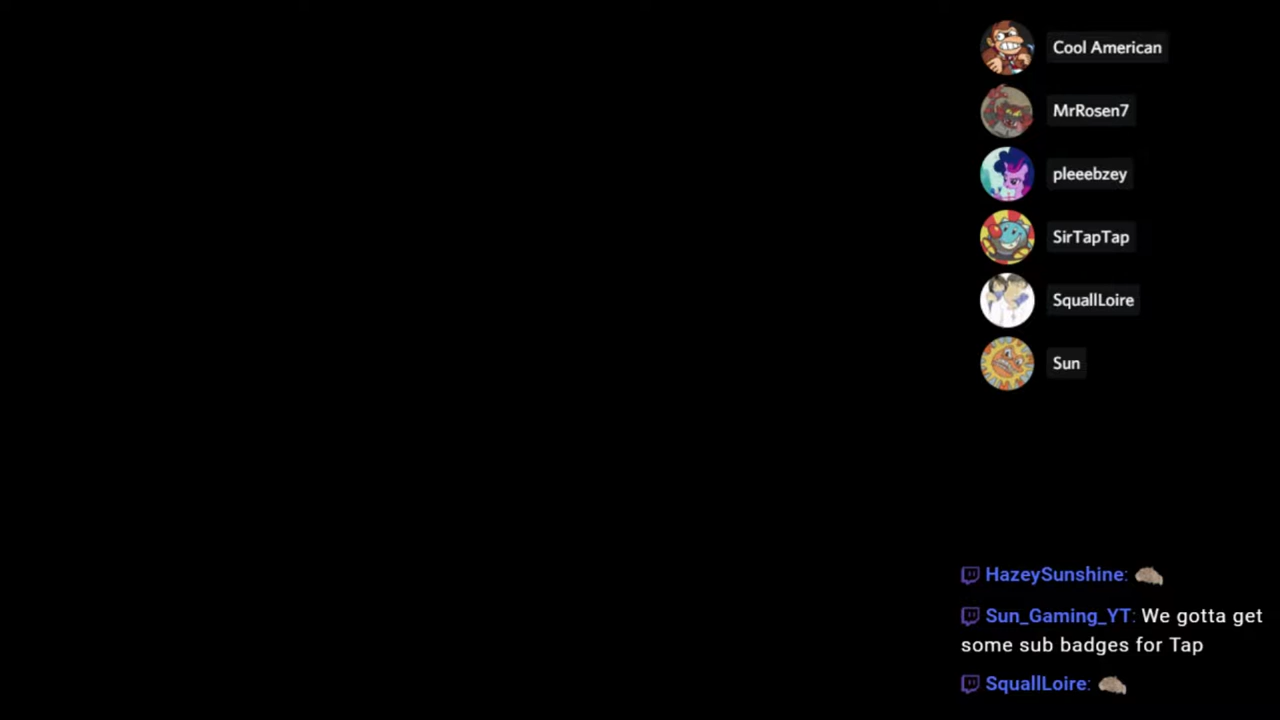 Cool American
MrRosen7
pleeebzey
SirTapTap
SquallLoire
Sun
HazeySunshine:
Sun_Gaming_YT: We gotta get
some sub badges for Tap
SquallLoire: